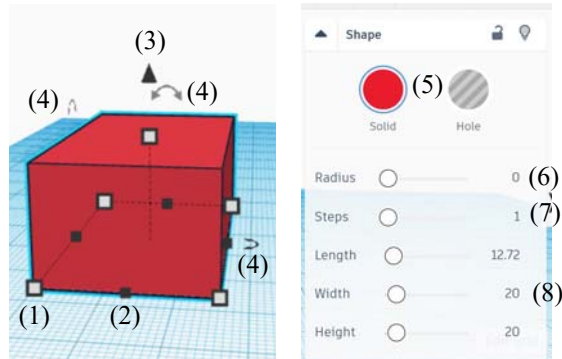 (3)
(4)
(4)
(4)
(1)
(2)
Shape
(5)
Solid Hole
Radius 0 (6)
Steps 1 (7)
Length 12.72
Width 20 (8)
Height 20